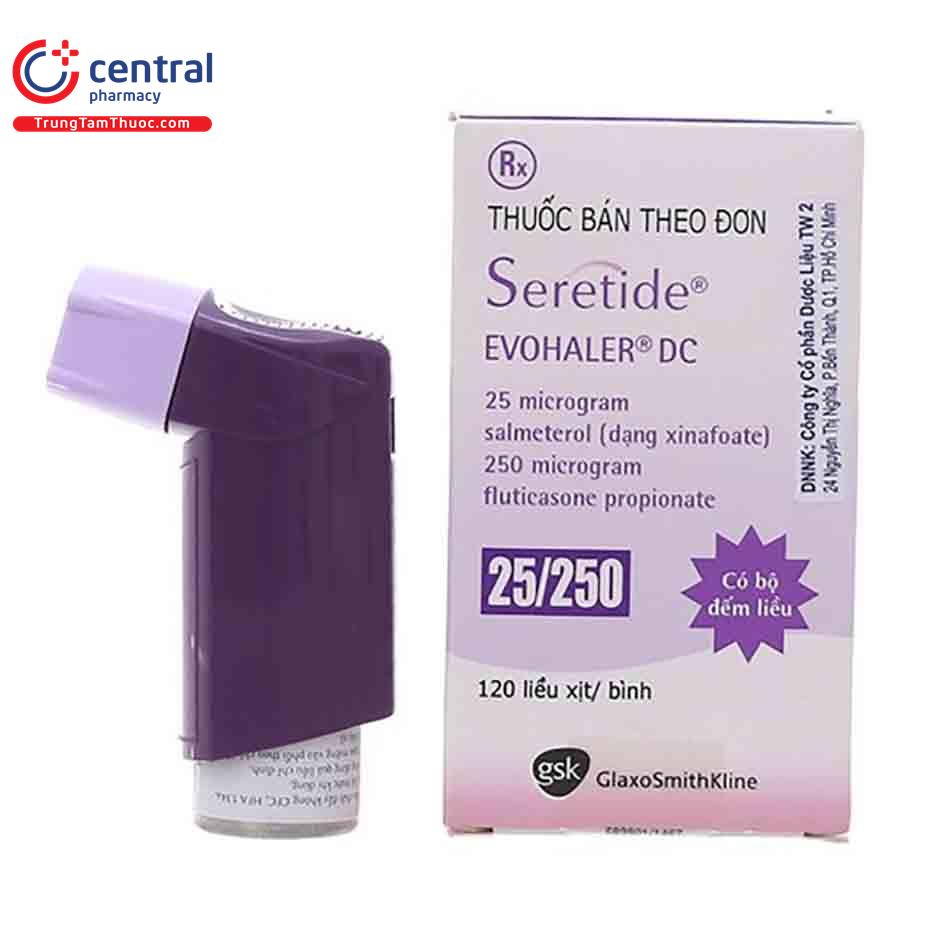 central
pharmacy
TrungTamThuoc.com
Rx
THUỐC BÁN THEO ĐƠN
Seretide®
EVOHALER® DC
25 microgram
salmeterol (dạng xinafoate)
250 microgram
fluticasone propionate
25/250
Có bộ
đếm liều
120 liều xịt/ bình
gsk
GlaxoSmithKline
DNNK: Công ty Cổ phần Dược Liệu TW 2
24 Nguyễn Thị Nghĩa, P.Bến Thành, Q1, TP.Hồ Chí Minh